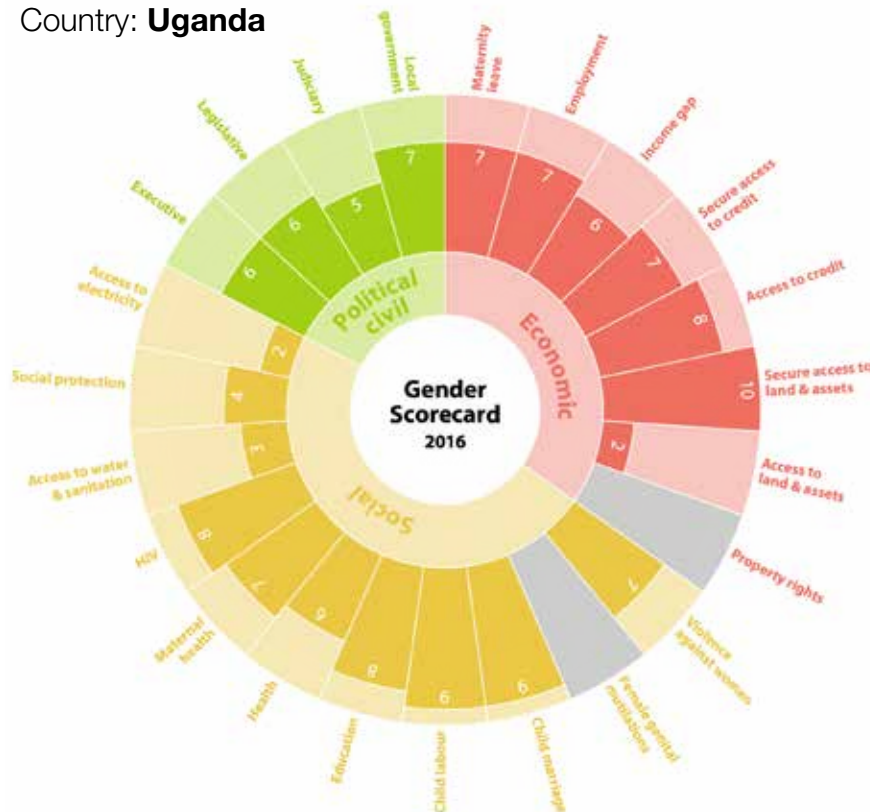 Country: Uganda
Local
government
Judiciary
Legislative
Executive
Maternity
leave
Employment
Income gap
Secure access
to credit
Access to credit
Secure access to
land & assets
Access to
land & assets
Property rights
Violence
against women
Female genital
mutilations
Child marriage
Child labour
Education
Health
Maternal
health
HIV
Access to water
& sanitation
Social protection
Access to
electricity
7
7
6
7
8
10
2
7
9
9
8
6
7
8
3
4
2
6
6
5
7
Political
civil
Economic
Social
Gender
Scorecard
2016